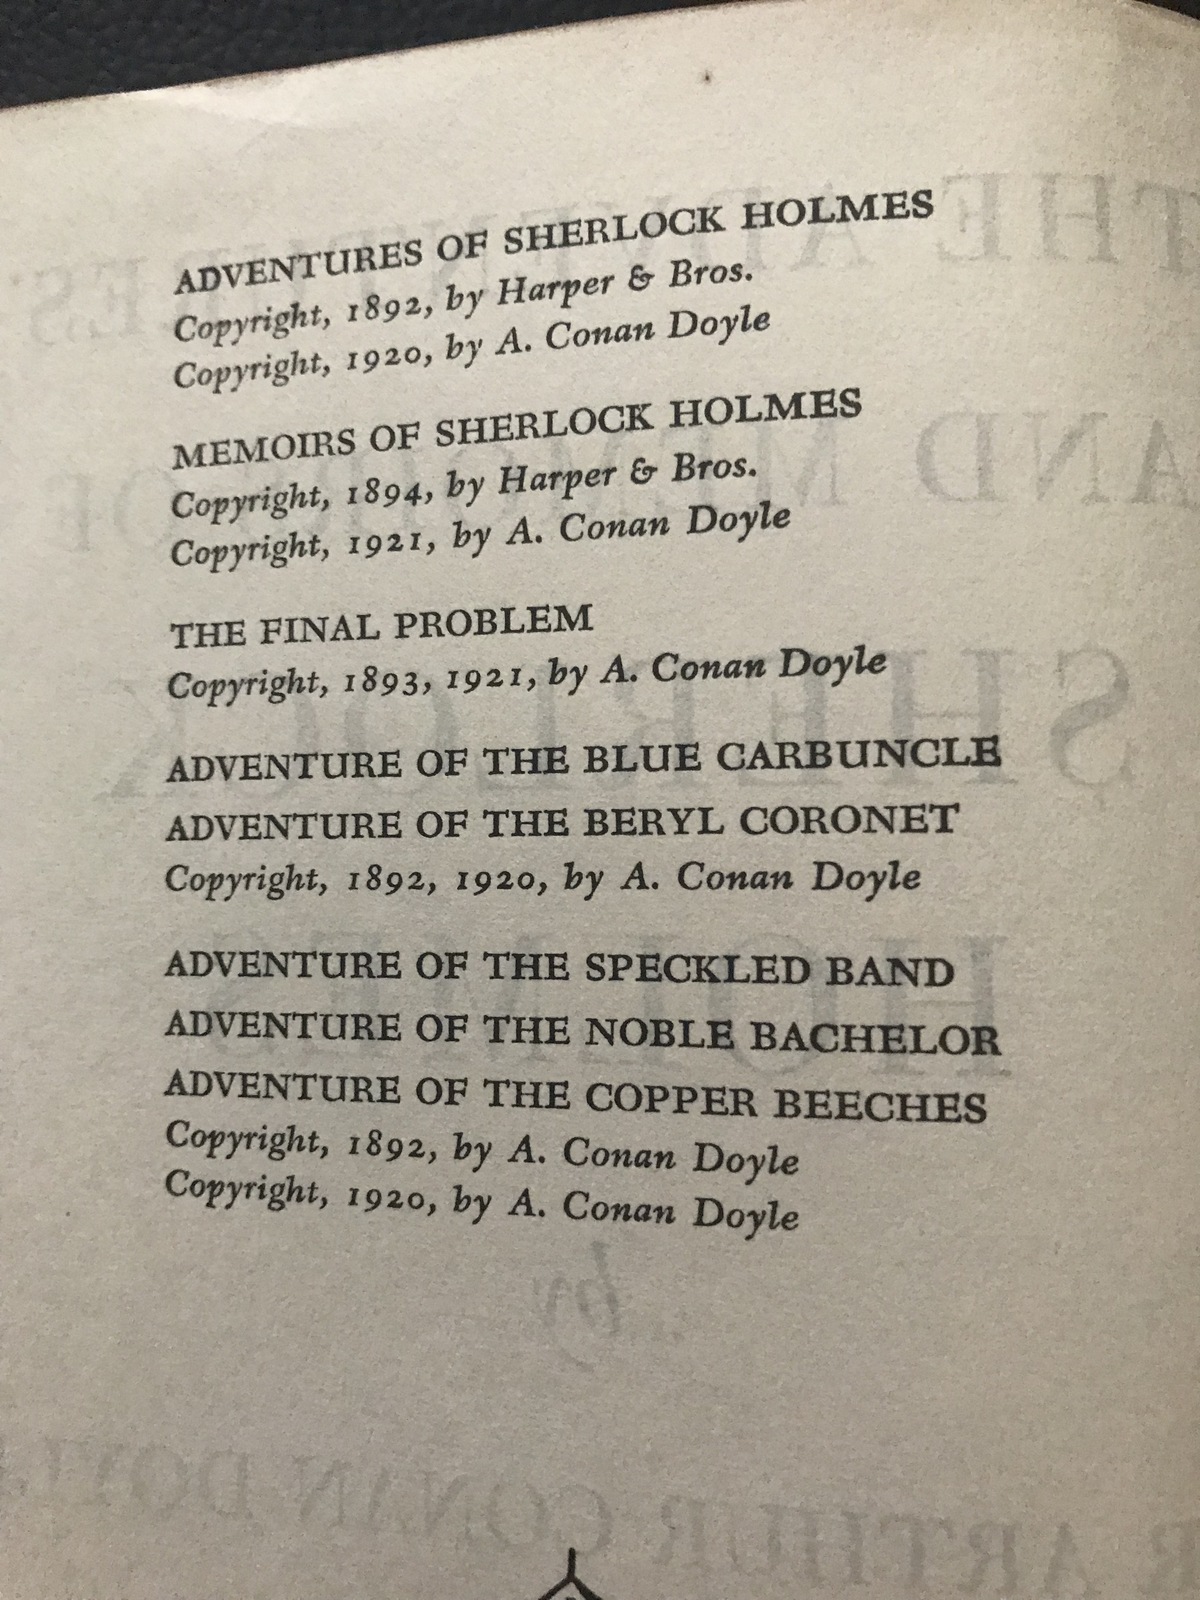 ADVENTURES OF SHERLOCK HOLMES
Copyright, 1892, by Harper & Bros.
Copyright, 1920, by A. Conan Doyle
MEMOIRS OF SHERLOCK HOLMES
Copyright, 1894, by Harper & Bros.
Copyright, 1921, by A. Conan Doyle
THE FINAL PROBLEM
Copyright, 1893, 1921, by A. Conan Doyle
ADVENTURE OF THE BLUE CARBUNCLE
ADVENTURE OF THE BERYL CORONET
Copyright, 1892, 1920, by A. Conan Doyle
ADVENTURE OF THE SPECKLED BAND
ADVENTURE OF THE NOBLE BACHELOR
ADVENTURE OF THE COPPER BEECHES
Copyright, 1892, by A. Conan Doyle
Copyright, 1920, by A. Conan Doyle